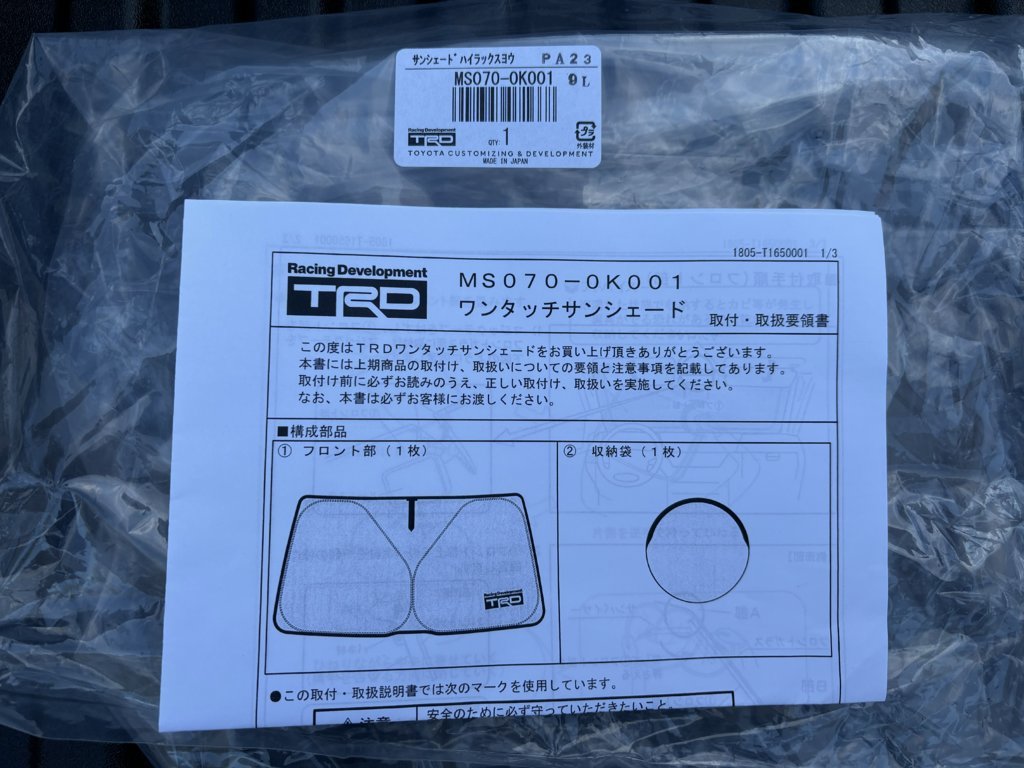 サンシェード ハイラックスヨウ PA23
MS070-0K001 9L
Racing Development
TRD
QTY: 1
プラ
外装材
TOYOTA CUSTOMIZING & DEVELOPMENT
MADE IN JAPAN
1805-T1650001 1/3
Racing Development
TRD
MS070-0K001
ワンタッチサンシェード 取付・取扱要領書
この度はTRDワンタッチサンシェードをお買い上げ頂きありがとうございます。
本書には上期商品の取付け、取扱いについての要領と注意事項を記載してあります。
取付け前に必ずお読みのうえ、正しい取付け、取扱いを実施してください。
なお、本書は必ずお客様にお渡しください。
■構成部品
① フロント部(1枚)
② 収納袋(1枚)
Racing Development
TRD
●この取付・取扱説明書では次のマークを使用しています。
⚠注意 安全のために必ず守っていただきたいこと。